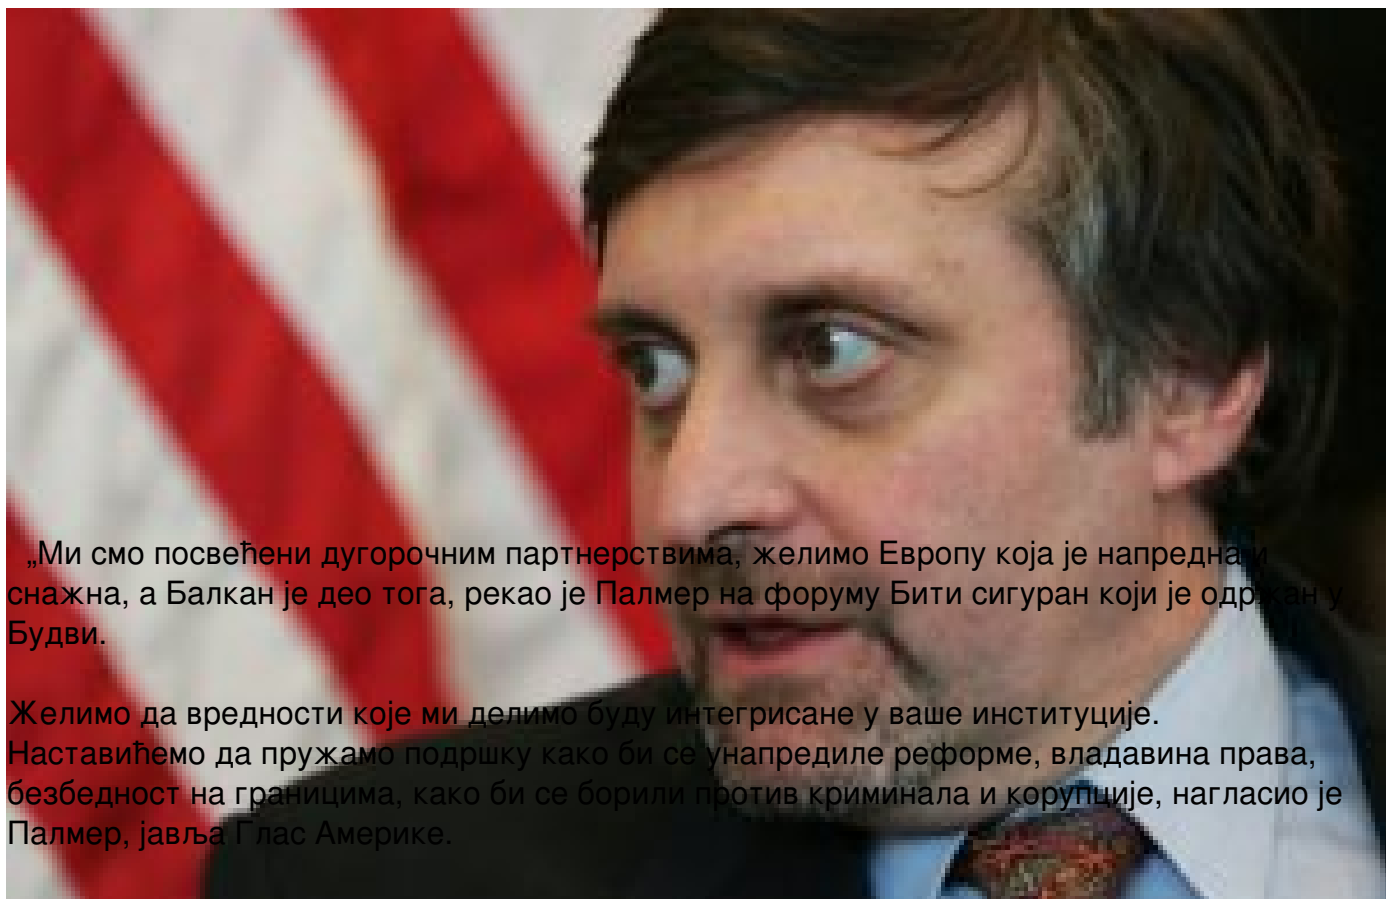 „Ми смо посвећени дугорочним партнерствима, желимо Европу која је напредна и
снажна, а Балкан је део тога, рекао је Палмер на форуму Бити сигуран који је одржан у
Будви.
Желимо да вредности које ми делимо буду интегрисане у ваше институције.
Наставићемо да пружамо подршку како би се унапредиле реформе, владавина права,
безбедност на границима, како би се борили против криминала и корупције, нагласио је
Палмер, јавља Глас Америке.